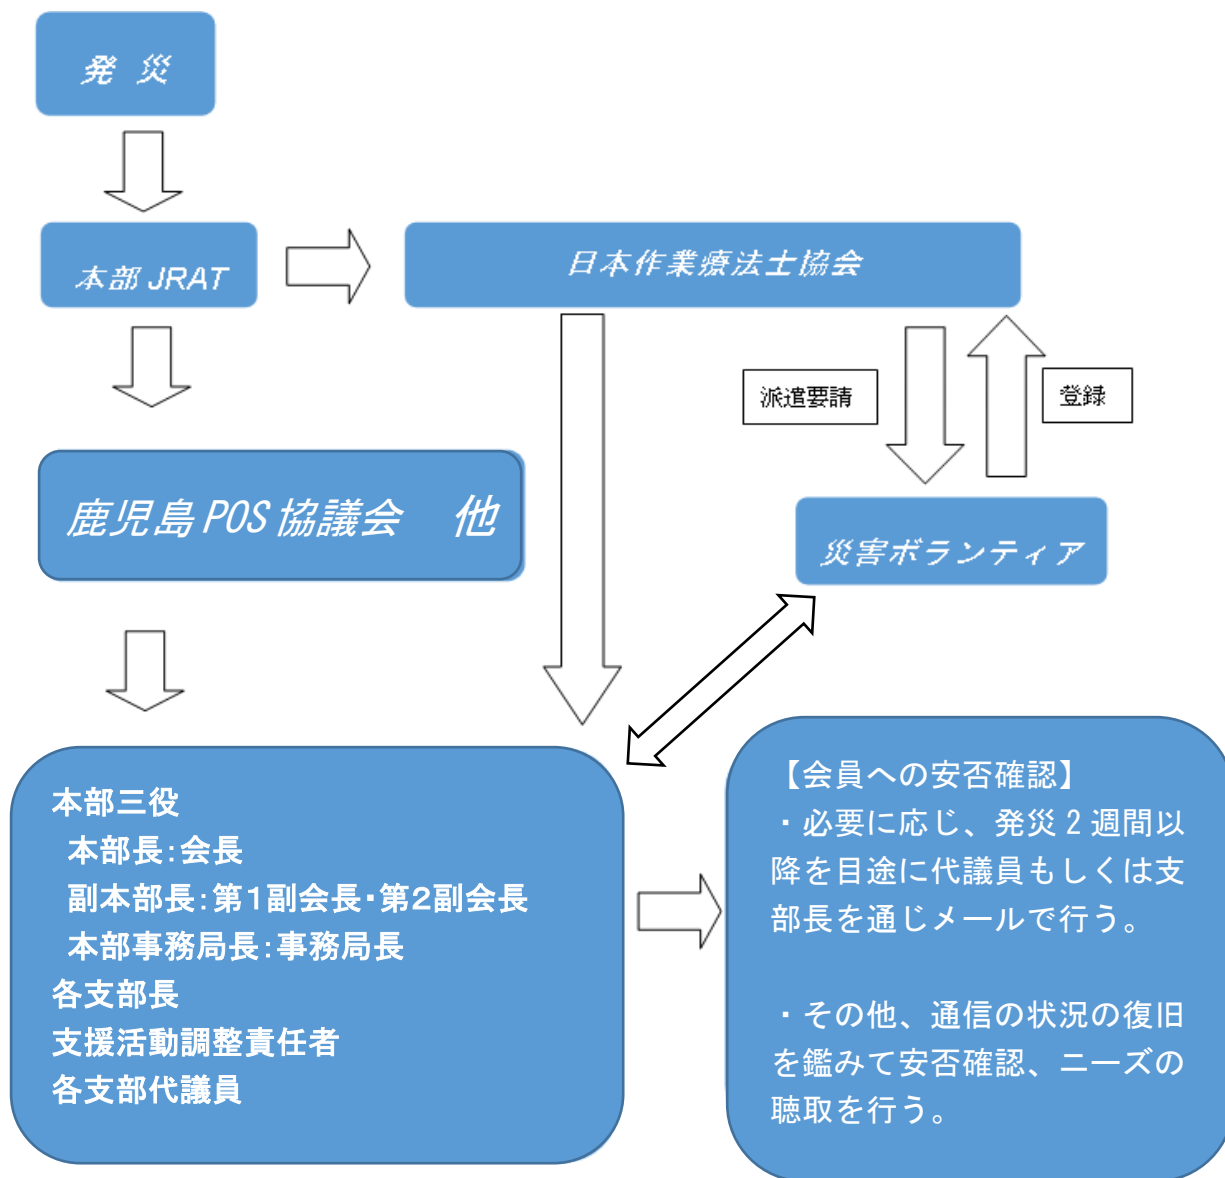 発 災
本部 JRAT
日本作業療法士協会
派遣要請
登録
鹿児島 POS 協議会　他
災害ボランティア
本部三役
本部長：会長
副本部長：第１副会長・第２副会長
本部事務局長：事務局長
各支部長
支援活動調整責任者
各支部代議員
【会員への安否確認】
・必要に応じ、発災２週間以
降を目途に代議員もしくは支
部長を通じメールで行う。
・その他、通信の状況の復旧
を鑑みて安否確認、ニーズの
聴取を行う。